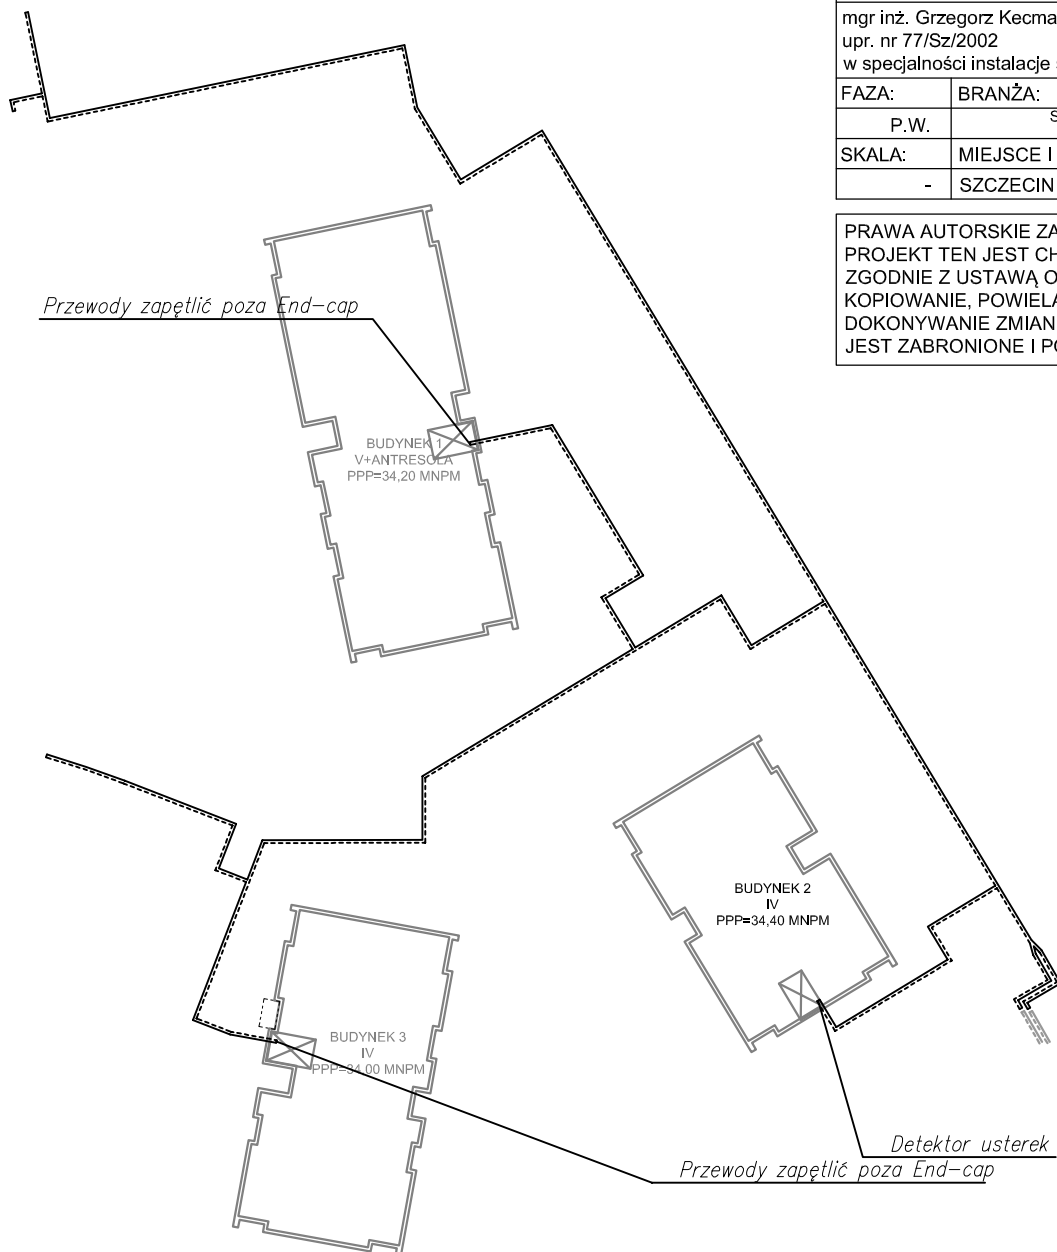 mgr inż. Grzegorz Kecma
upr. nr 77/Sz/2002
w specjalności instalacje
FAZA: BRANŻA:
P.W. S
SKALA: MIEJSCE I
- SZCZECIN
PRAWA AUTORSKIE ZA
PROJEKT TEN JEST CH
ZGODNIE Z USTAWĄ O
KOPIOWANIE, POWIELA
DOKONYWANIE ZMIAN
JEST ZABRONIONE I PO
Przewody zapętlić poza End-cap
BUDYNEK 1
V+ANTRESOLA
PPP=34,20 MNPM
BUDYNEK 2
IV
PPP=34,40 MNPM
BUDYNEK 3
IV
PPP=34,00 MNPM
Detektor usterek
Przewody zapętlić poza End-cap